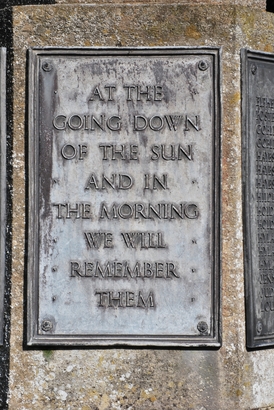 AT THE
GOING DOWN
OF THE SUN
AND IN
THE MORNING
WE WILL
REMEMBER
THEM